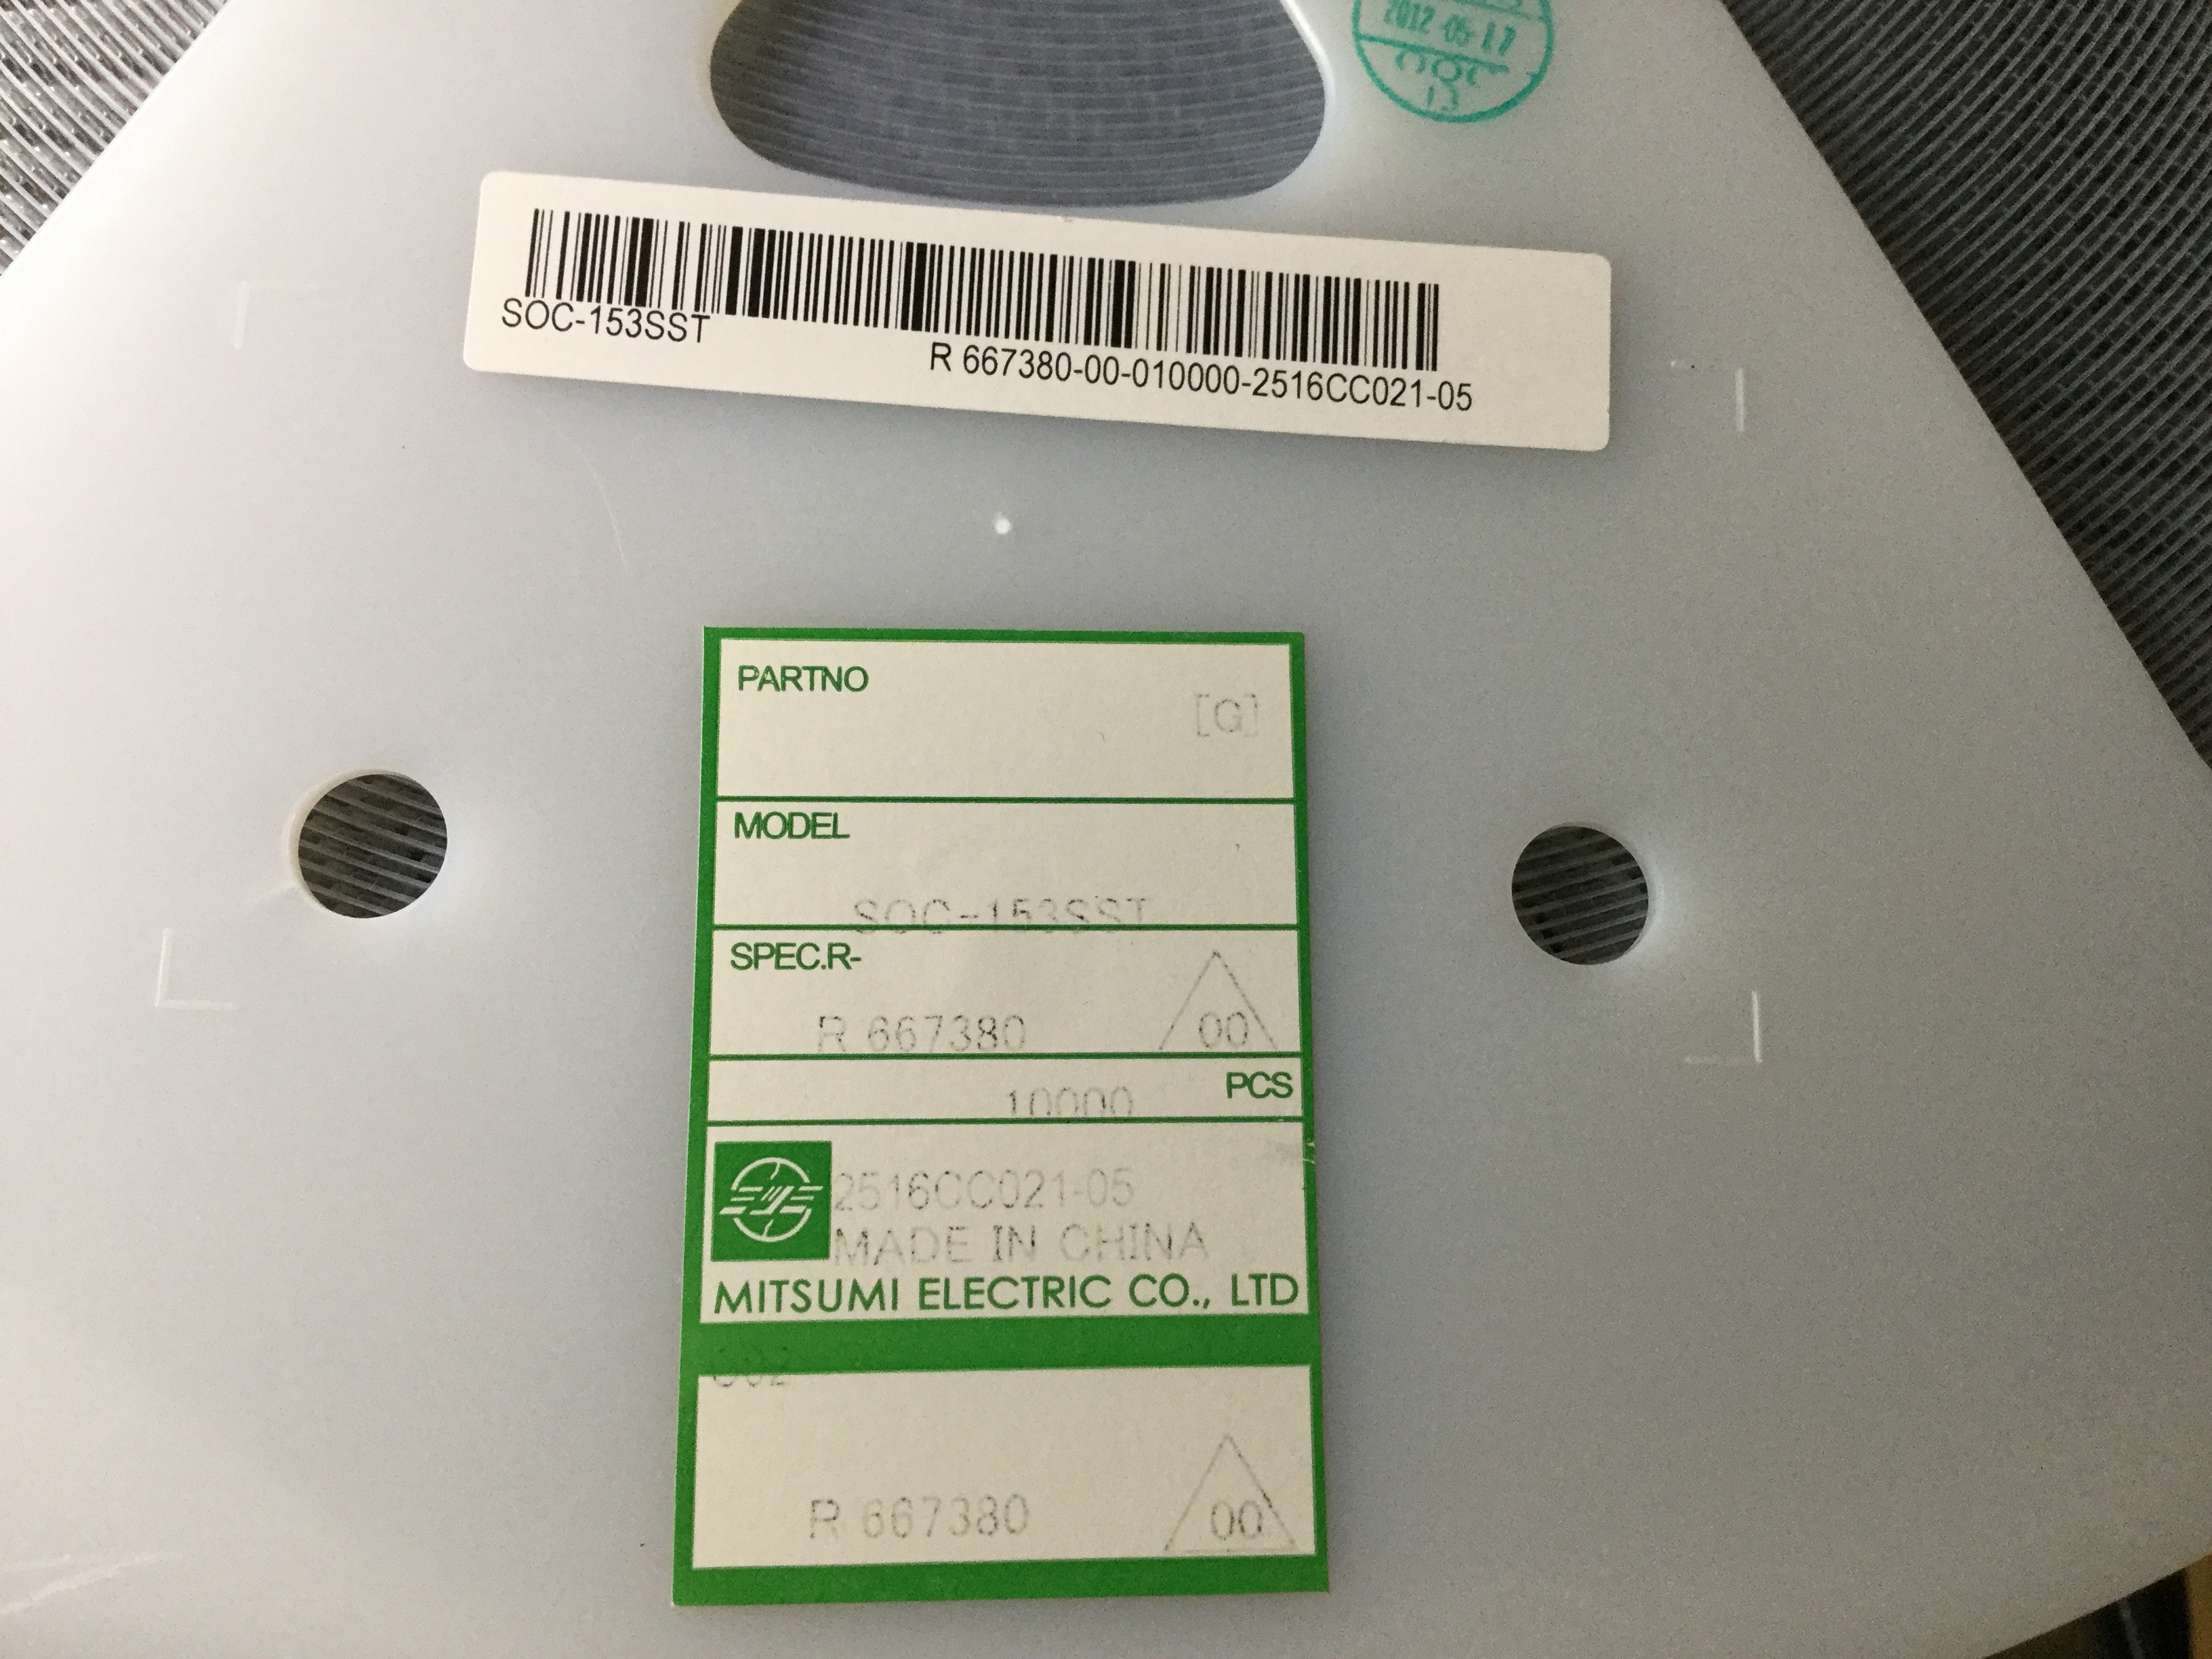 2012-05-17
13
SOC-153SST
R 667380-00-010000-2516CC021-05
PARTNO
[G]
MODEL
SOC-153SST
SPEC.R-
R 667380 00
10000 PCS
2516CC021-05
MADE IN CHINA
MITSUMI ELECTRIC CO., LTD
R 667380 00